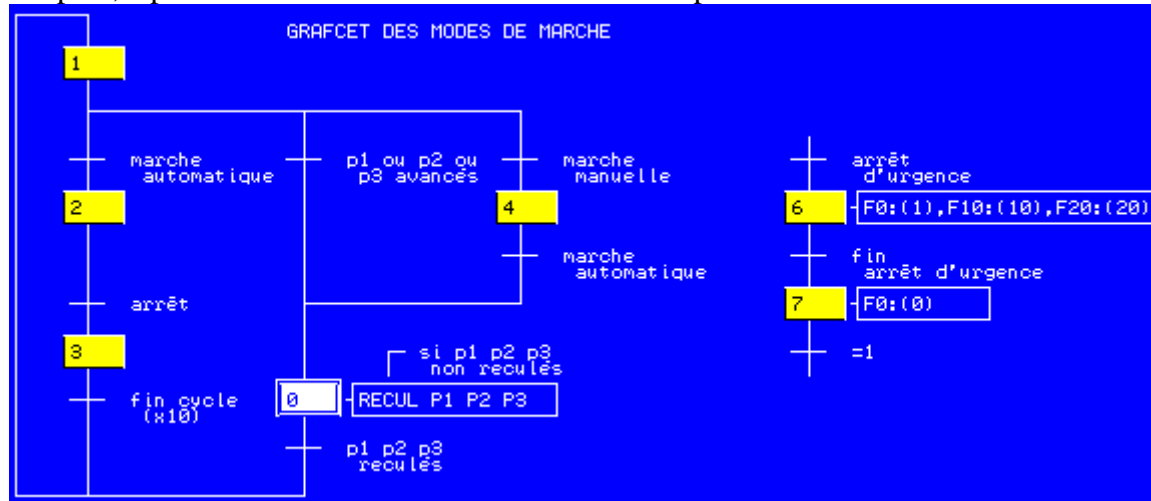 GRAFCET DES MODES DE MARCHE
1
marche
automatique
p1 ou p2 ou
p3 avancés
marche
manuelle
arrêt
d'urgence
2
4
6
F0:(1),F10:(10),F20:(20)
marche
automatique
fin
arrêt d'urgence
arrêt
7
F0:(0)
3
si p1 p2 p3
non reculés
=1
fin cycle
(x10)
0
RECUL P1 P2 P3
p1 p2 p3
reculés